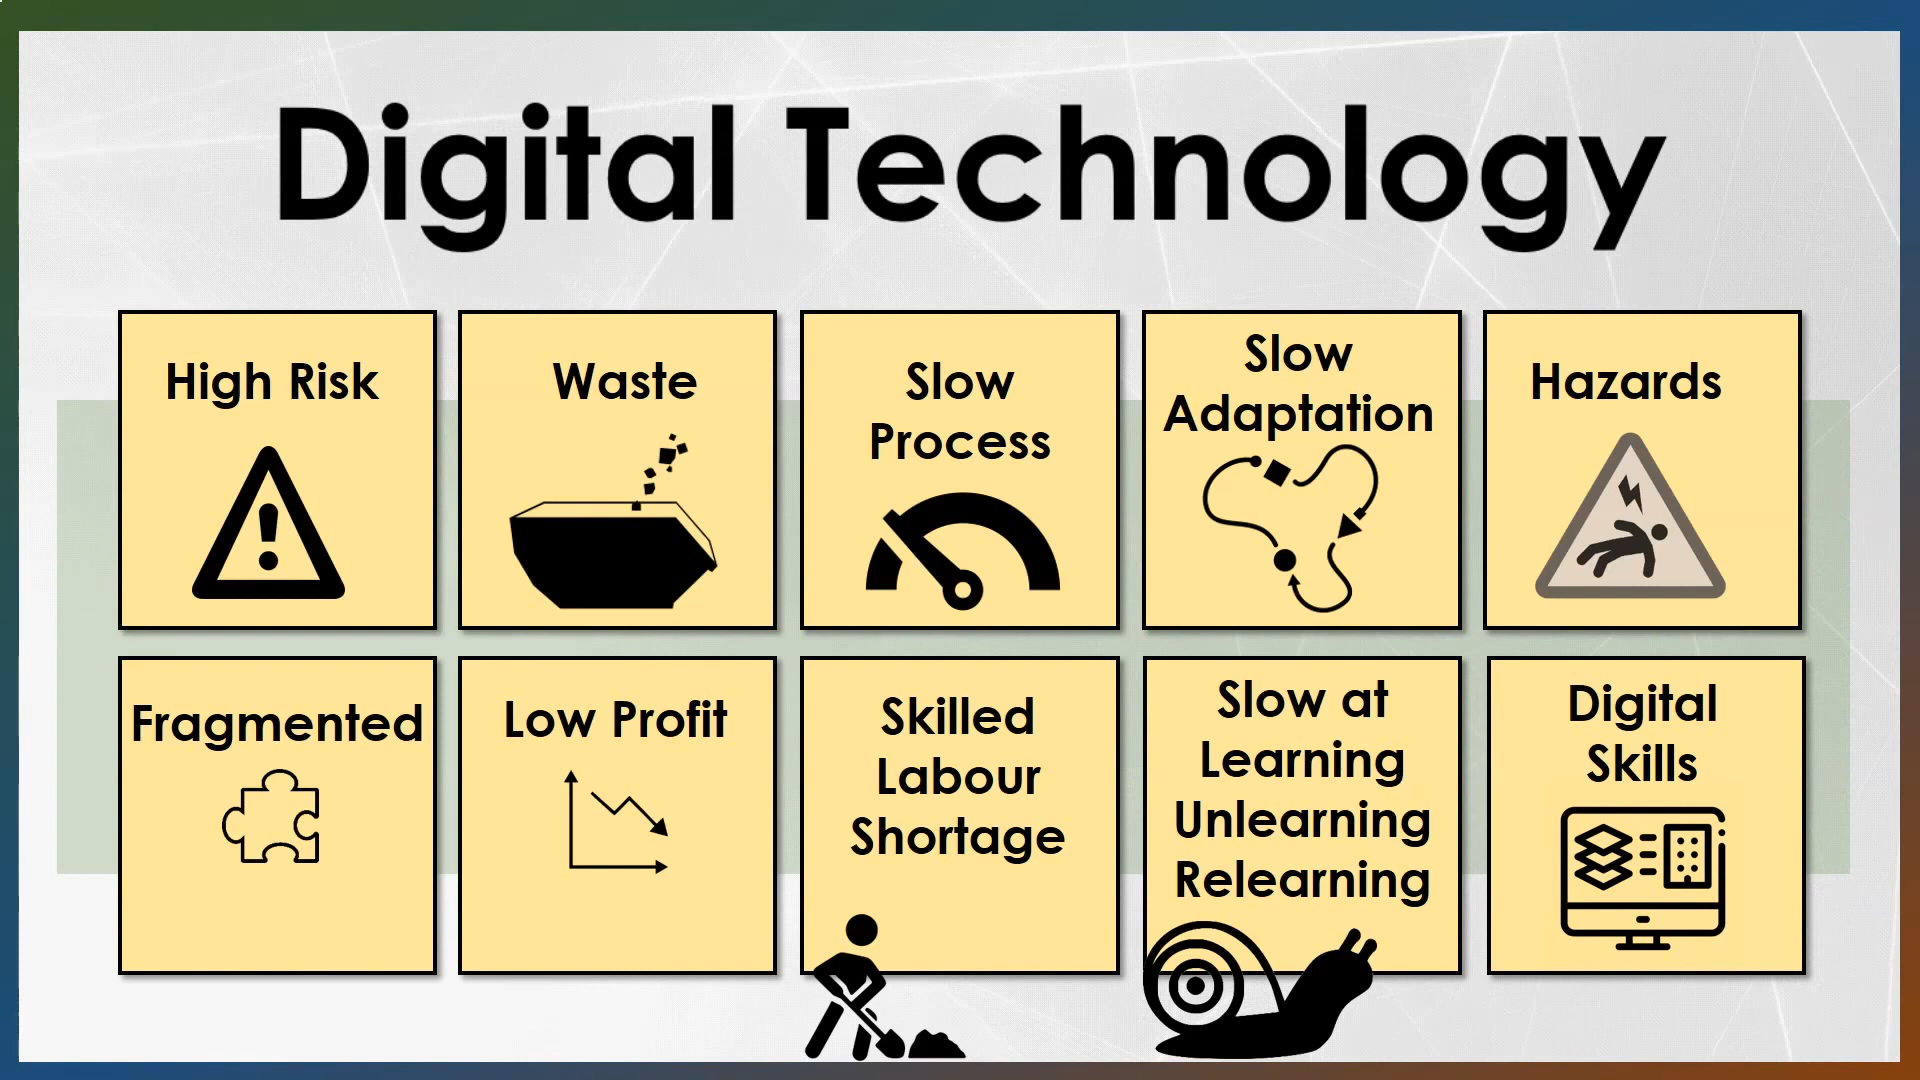 Digital Technology
High Risk
Waste
Slow
Process
Slow
Adaptation
Hazards
Fragmented
Low Profit
Skilled
Labour
Shortage
Slow at
Learning
Unlearning
Relearning
Digital
Skills